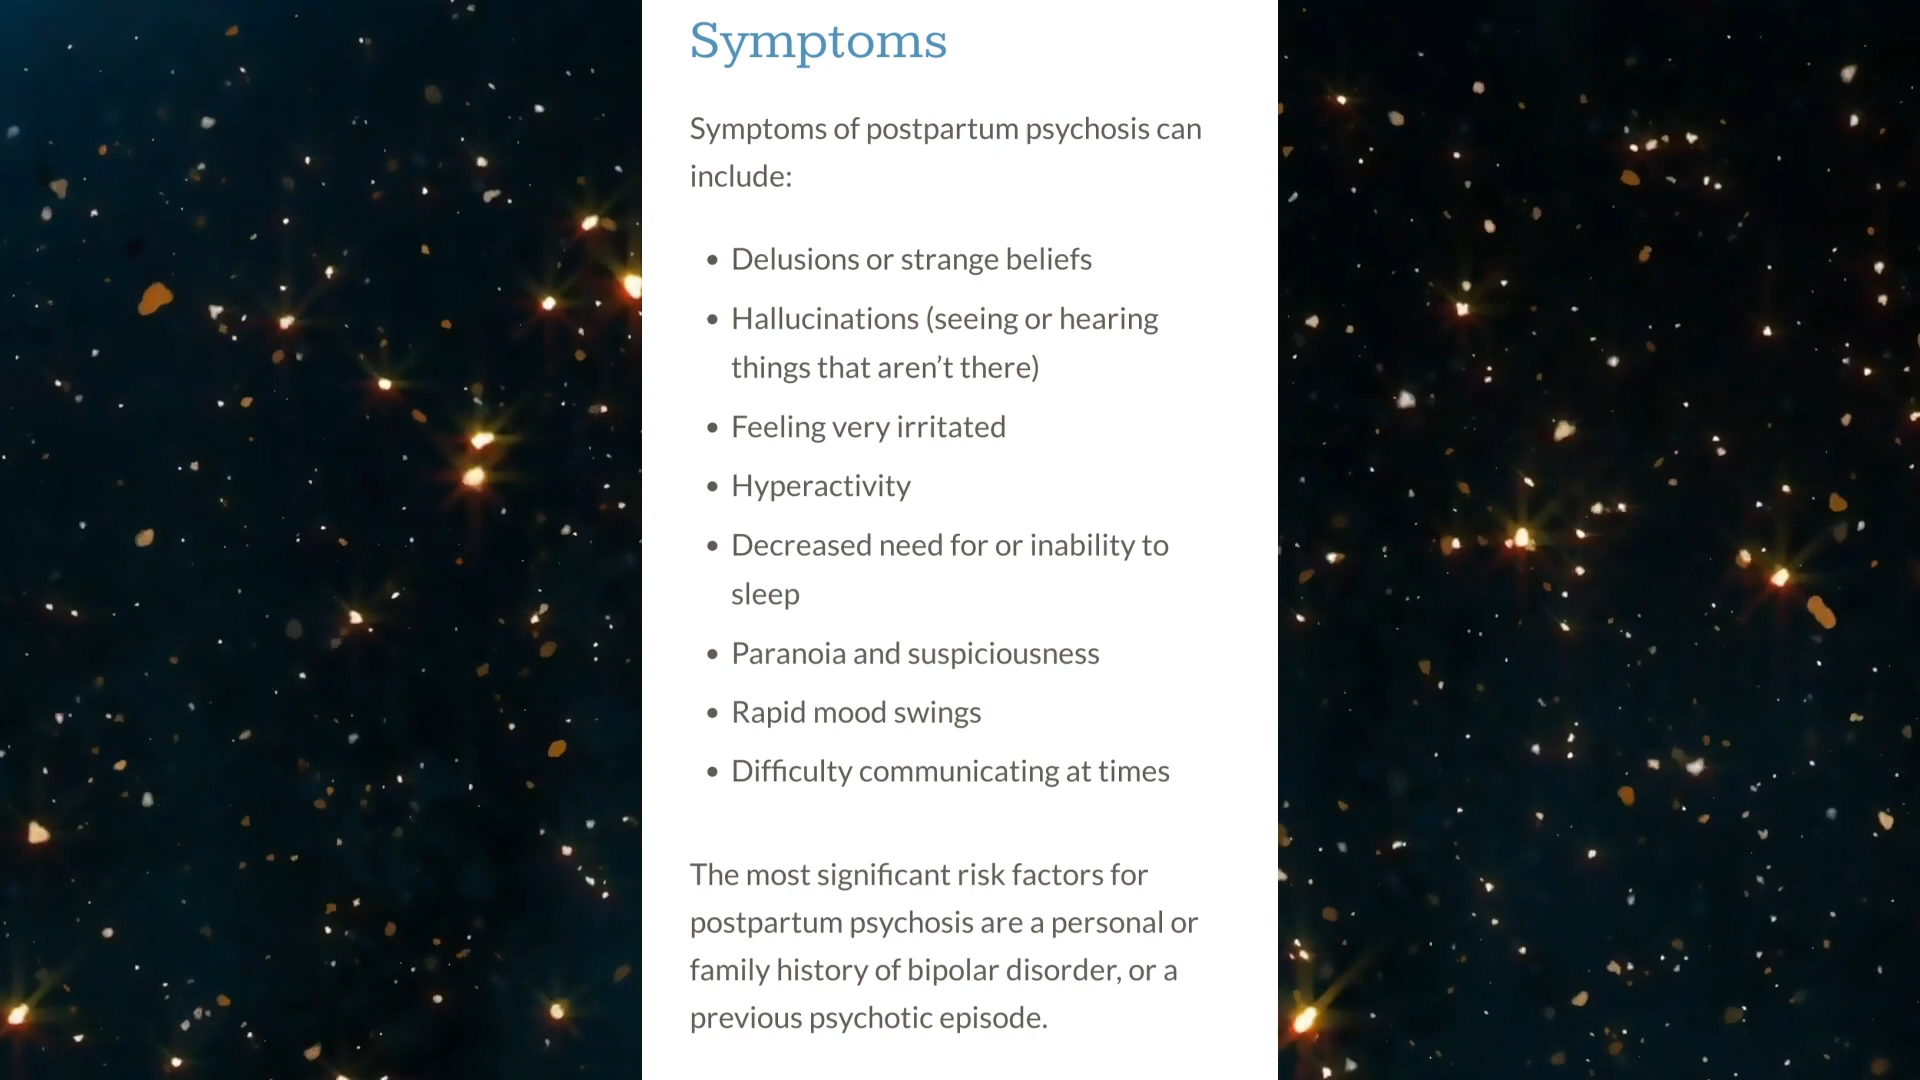 Symptoms
Symptoms of postpartum psychosis can
include:
• Delusions or strange beliefs
• Hallucinations (seeing or hearing
things that aren’t there)
• Feeling very irritated
• Hyperactivity
• Decreased need for or inability to
sleep
• Paranoia and suspiciousness
• Rapid mood swings
• Difficulty communicating at times
The most significant risk factors for
postpartum psychosis are a personal or
family history of bipolar disorder, or a
previous psychotic episode.